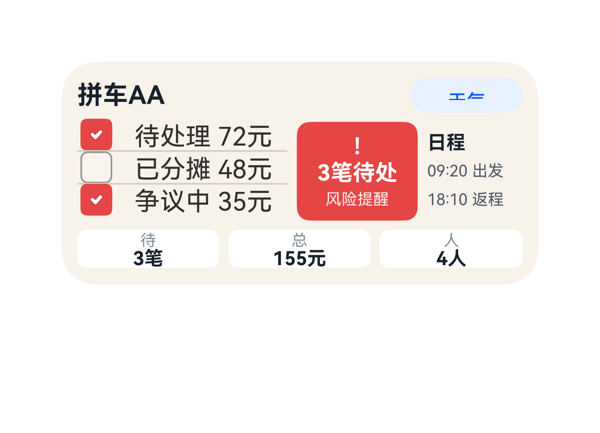 拼车AA
待处理 72元
已分摊 48元
争议中 35元
!
3笔待处
风险提醒
日程
09:20 出发
18:10 返程
待
3笔
总
155元
人
4人